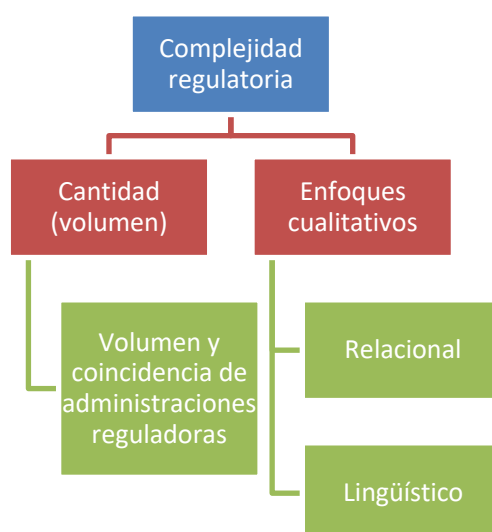 Complejidad
regulatoria
Cantidad
(volumen)
Enfoques
cualitativos
Volumen y
coincidencia de
administraciones
reguladoras
Relacional
Lingüístico